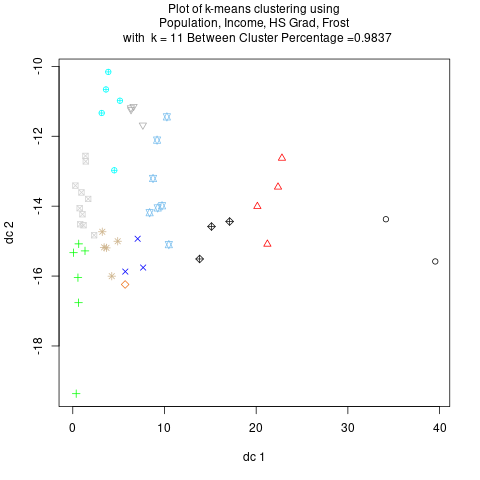 Plot of k-means clustering using
Population, Income, HS Grad, Frost
with  k = 11 Between Cluster Percentage =0.9837
-10
-12
-14
-16
-18
dc 2
0
10
20
30
40
dc 1